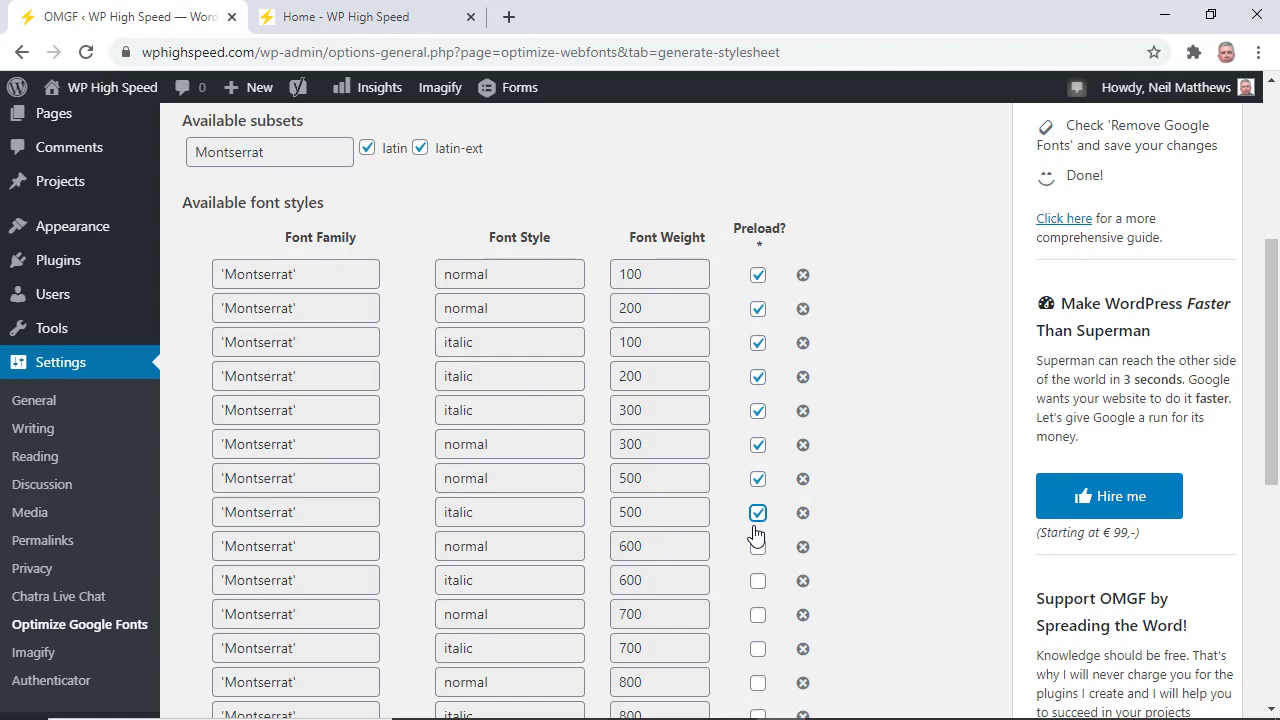 OMGF ‹ WP High Speed — Word
Home - WP High Speed
wphighspeed.com/wp-admin/options-general.php?page=optimize-webfonts&tab=generate-stylesheet
WP High Speed
0
New
Insights
Imagify
Forms
Howdy, Neil Matthews
Pages
Comments
Projects
Appearance
Plugins
Users
Tools
Settings
General
Writing
Reading
Discussion
Media
Permalinks
Privacy
Chatra Live Chat
Optimize Google Fonts
Imagify
Authenticator
Available subsets
Montserrat latin latin-ext
Available font styles
Font Family Font Style Font Weight Preload?
*
'Montserrat' normal 100
'Montserrat' normal 200
'Montserrat' italic 100
'Montserrat' italic 200
'Montserrat' italic 300
'Montserrat' normal 300
'Montserrat' normal 500
'Montserrat' italic 500
'Montserrat' normal 600
'Montserrat' italic 600
'Montserrat' normal 700
'Montserrat' italic 700
'Montserrat' normal 800
'Montserrat' italic 800
Check 'Remove Google
Fonts' and save your changes
Done!
Click here for a more
comprehensive guide.
Make WordPress Faster
Than Superman
Superman can reach the other side
of the world in 3 seconds. Google
wants your website to do it faster.
Let's give Google a run for its
money.
Hire me
(Starting at € 99,-)
Support OMGF by
Spreading the Word!
Knowledge should be free. That's
why I will never charge you for the
plugins I create and I will help you
to succeed in your projects